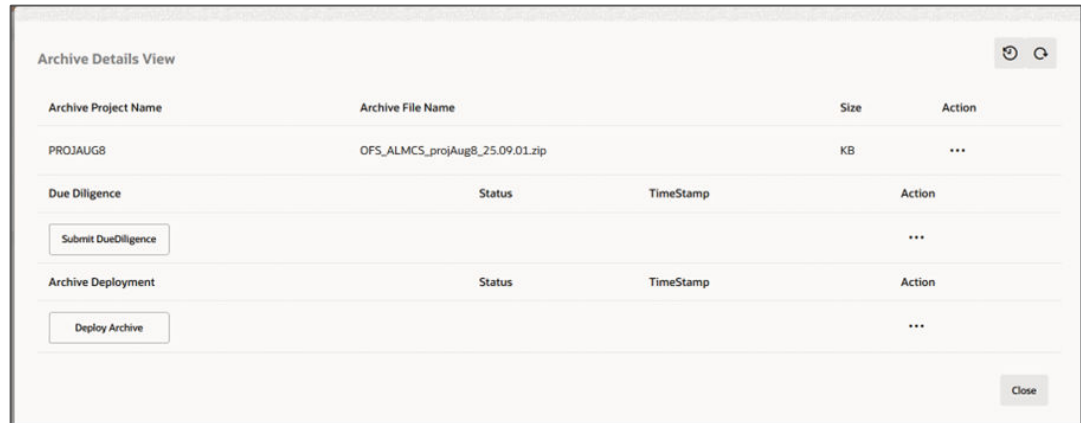 Archive Details View
Archive Project Name Archive File Name Size Action
PROJAUG8 OFS_ALMCS_projAug8_25.09.01.zip KB ...
Due Diligence Status TimeStamp Action
Submit DueDiligence ...
Archive Deployment Status TimeStamp Action
Deploy Archive ...
Close